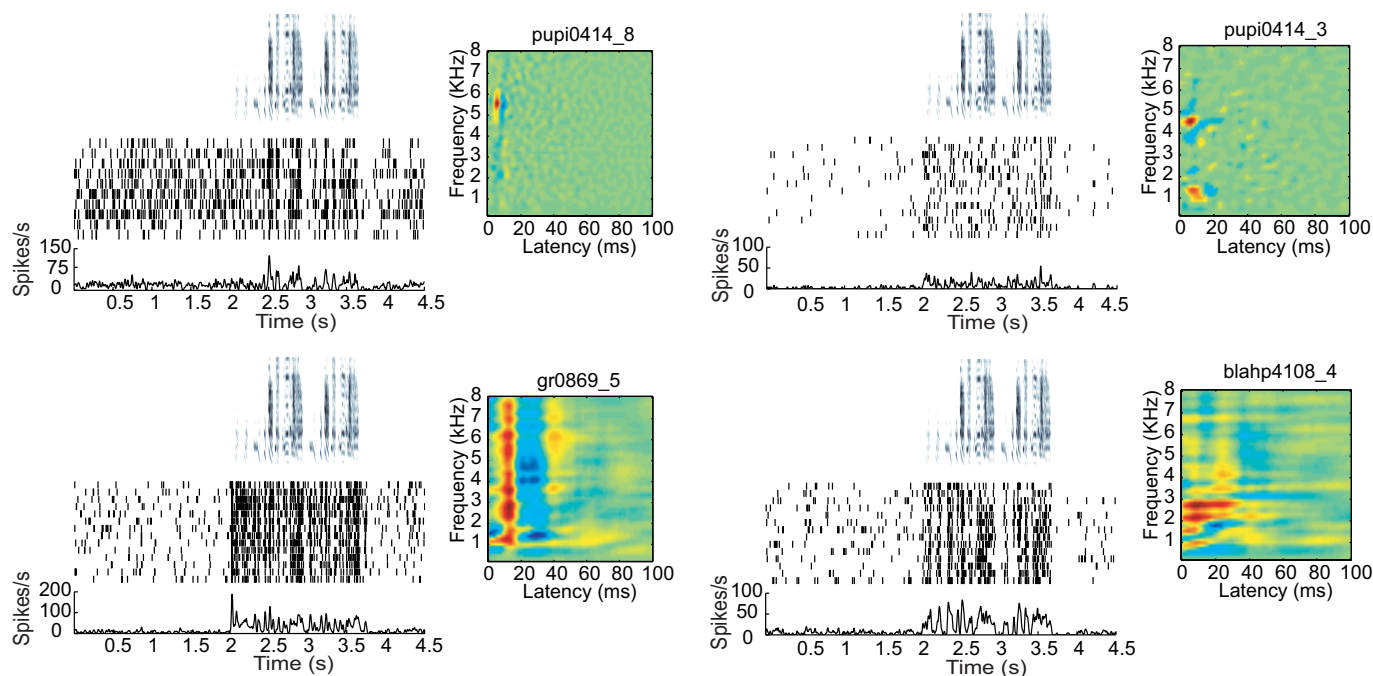 pupi0414_8
8
7
6
5
4
3
2
1
Frequency (kHz)
0 20 40 60 80 100
Latency (ms)
Spikes/s
150
75
0
0.5 1 1.5 2 2.5 3 3.5 4 4.5
Time (s)
pupi0414_3
8
7
6
5
4
3
2
1
Frequency (KHz)
0 20 40 60 80 100
Latency (ms)
Spikes/s
100
50
0
0.5 1 1.5 2 2.5 3 3.5 4 4.5
Time (s)
gr0869_5
8
7
6
5
4
3
2
1
Frequency (kHz)
0 20 40 60 80 100
Latency (ms)
Spikes/s
200
100
0
0.5 1 1.5 2 2.5 3 3.5 4 4.5
Time (s)
blahp4108_4
8
7
6
5
4
3
2
1
Frequency (KHz)
0 20 40 60 80 100
Latency (ms)
Spikes/s
100
50
0
0.5 1 1.5 2 2.5 3 3.5 4 4.5
Time (s)